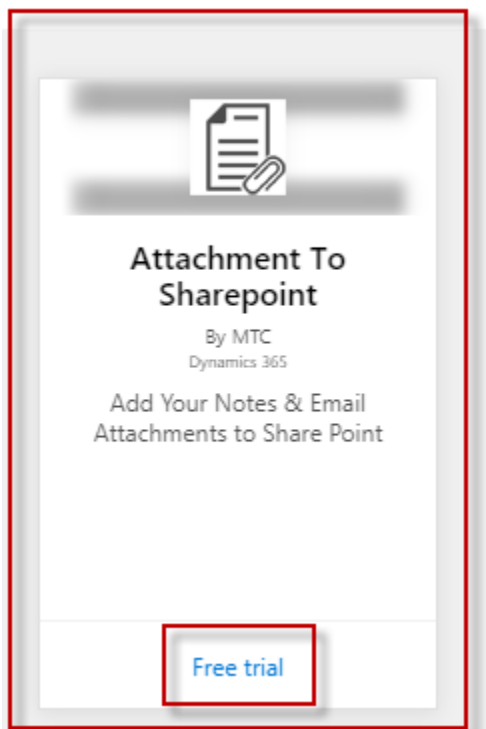 Attachment To
Sharepoint
By MTC
Dynamics 365
Add Your Notes & Email
Attachments to Share Point
Free trial